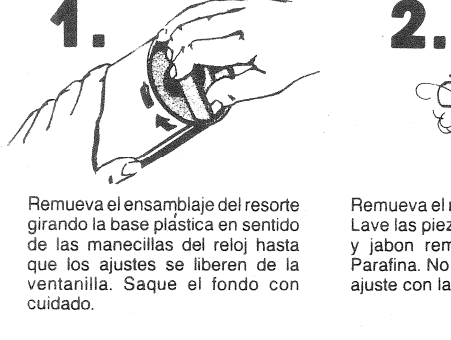 1.
Remueva el ensamblaje del resorte
girando la base plástica en sentido
de las manecillas del reloj hasta
que los ajustes se liberen de la
ventanilla. Saque el fondo con
cuidado.
2.
Remueva el
Lave las
y jabon
Parafina. No
ajuste con la